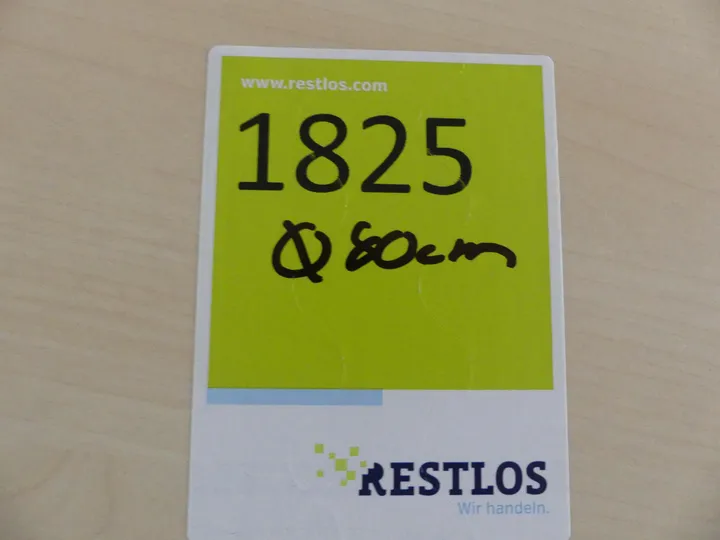 www.restlos.com
1825
Ø 80cm
RESTLOS
Wir handeln.